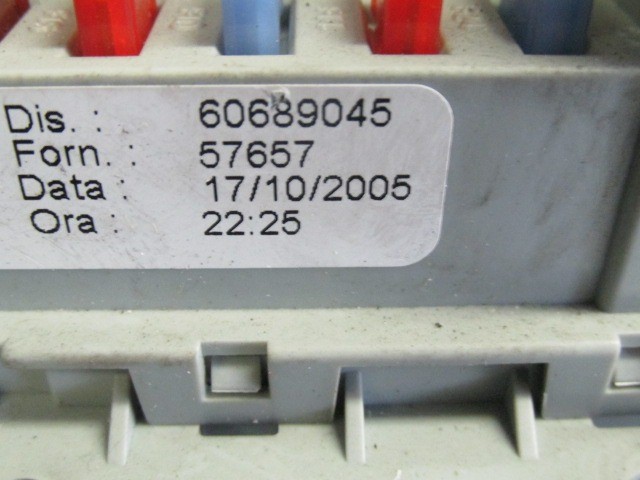 Dis. : 60689045
Forn. : 57657
Data : 17/10/2005
Ora : 22:25